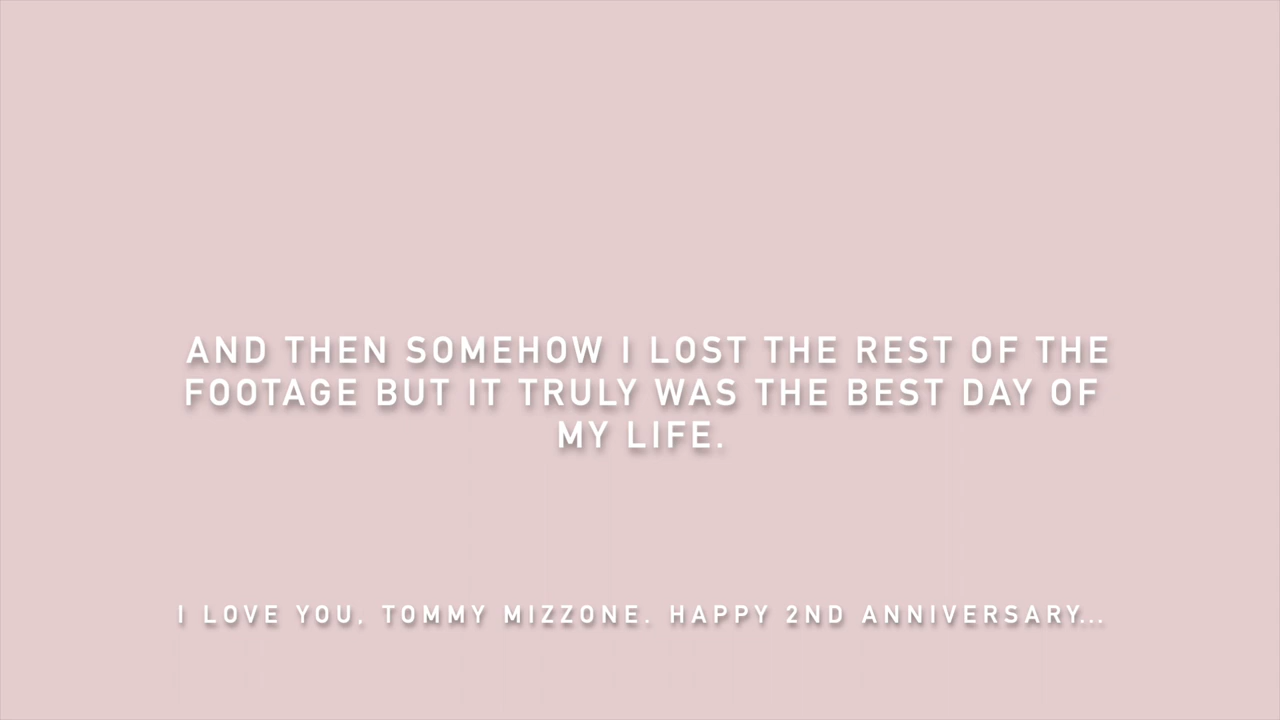 AND THEN SOMEHOW I LOST THE REST OF THE
FOOTAGE BUT IT TRULY WAS THE BEST DAY OF
MY LIFE.
I LOVE YOU, TOMMY MIZZONE. HAPPY 2ND ANNIVERSARY...